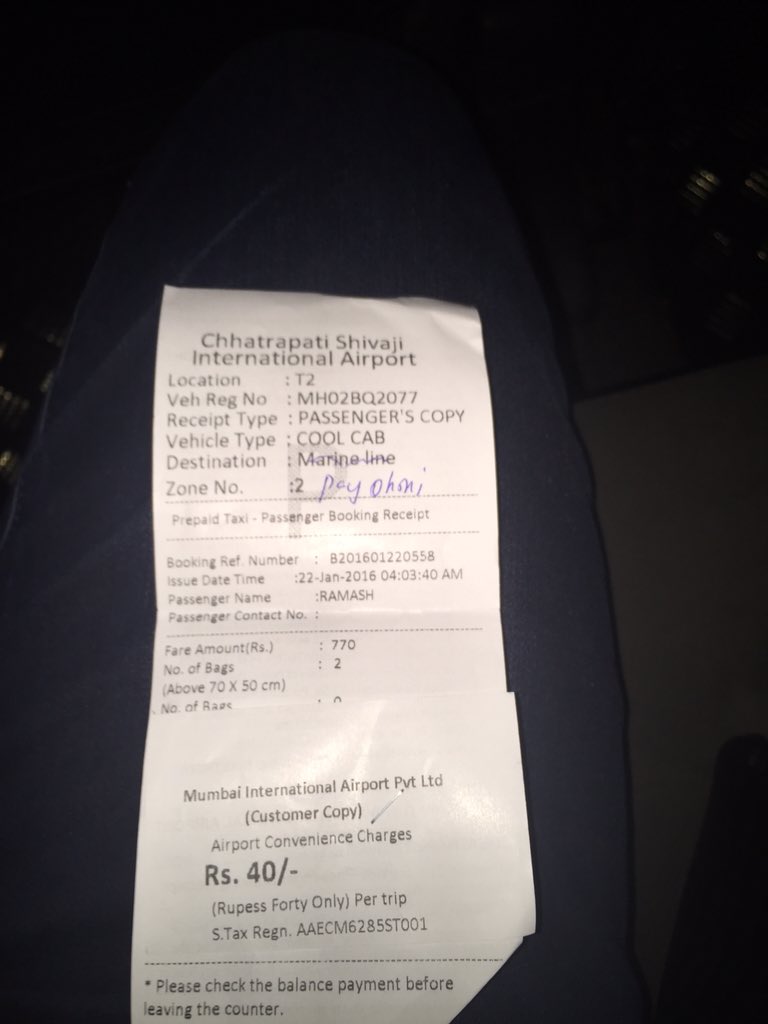 Chhatrapati Shivaji
International Airport
Location : T2
Veh Reg No : MH02BQ2077
Receipt Type : PASSENGER'S COPY
Vehicle Type : COOL CAB
Destination : Marine line
Zone No. :2 Pay dhoni
Prepaid Taxi - Passenger Booking Receipt
Booking Ref. Number : B201601220558
Issue Date Time :22-Jan-2016 04:03:40 AM
Passenger Name :RAMASH
Passenger Contact No. :
Fare Amount(Rs.) : 770
No. of Bags : 2
(Above 70 X 50 cm)
No. of Bags : 0
Mumbai International Airport Pvt Ltd
(Customer Copy)
Airport Convenience Charges
Rs. 40/-
(Rupess Forty Only) Per trip
S.Tax Regn. AAECM6285ST001
* Please check the balance payment before
leaving the counter.